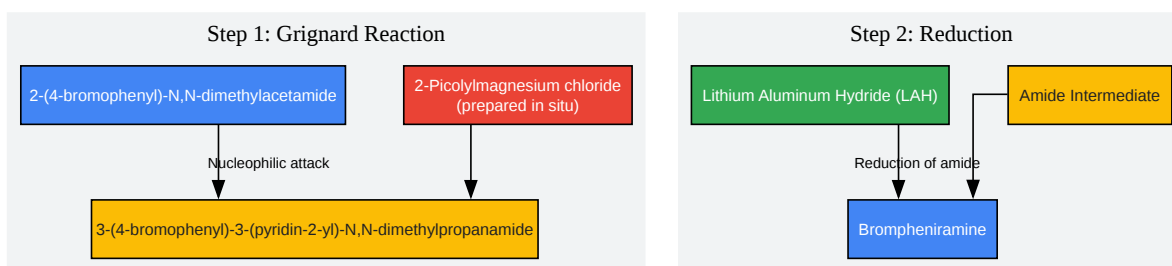 Step 1: Grignard Reaction
2-(4-bromophenyl)-N,N-dimethylacetamide
2-Picolylmagnesium chloride
(prepared in situ)
Nucleophilic attack
3-(4-bromophenyl)-3-(pyridin-2-yl)-N,N-dimethylpropanamide
Step 2: Reduction
Lithium Aluminum Hydride (LAH)
Amide Intermediate
Reduction of amide
Brompheniramine